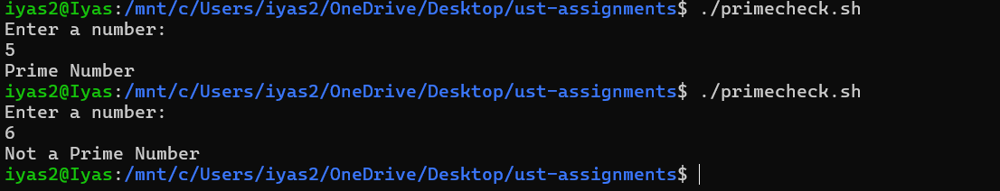 iyas2@Iyas:/mnt/c/Users/iyas2/OneDrive/Desktop/ust-assignments$ ./primecheck.sh
Enter a number:
5
Prime Number
iyas2@Iyas:/mnt/c/Users/iyas2/OneDrive/Desktop/ust-assignments$ ./primecheck.sh
Enter a number:
6
Not a Prime Number
iyas2@Iyas:/mnt/c/Users/iyas2/OneDrive/Desktop/ust-assignments$